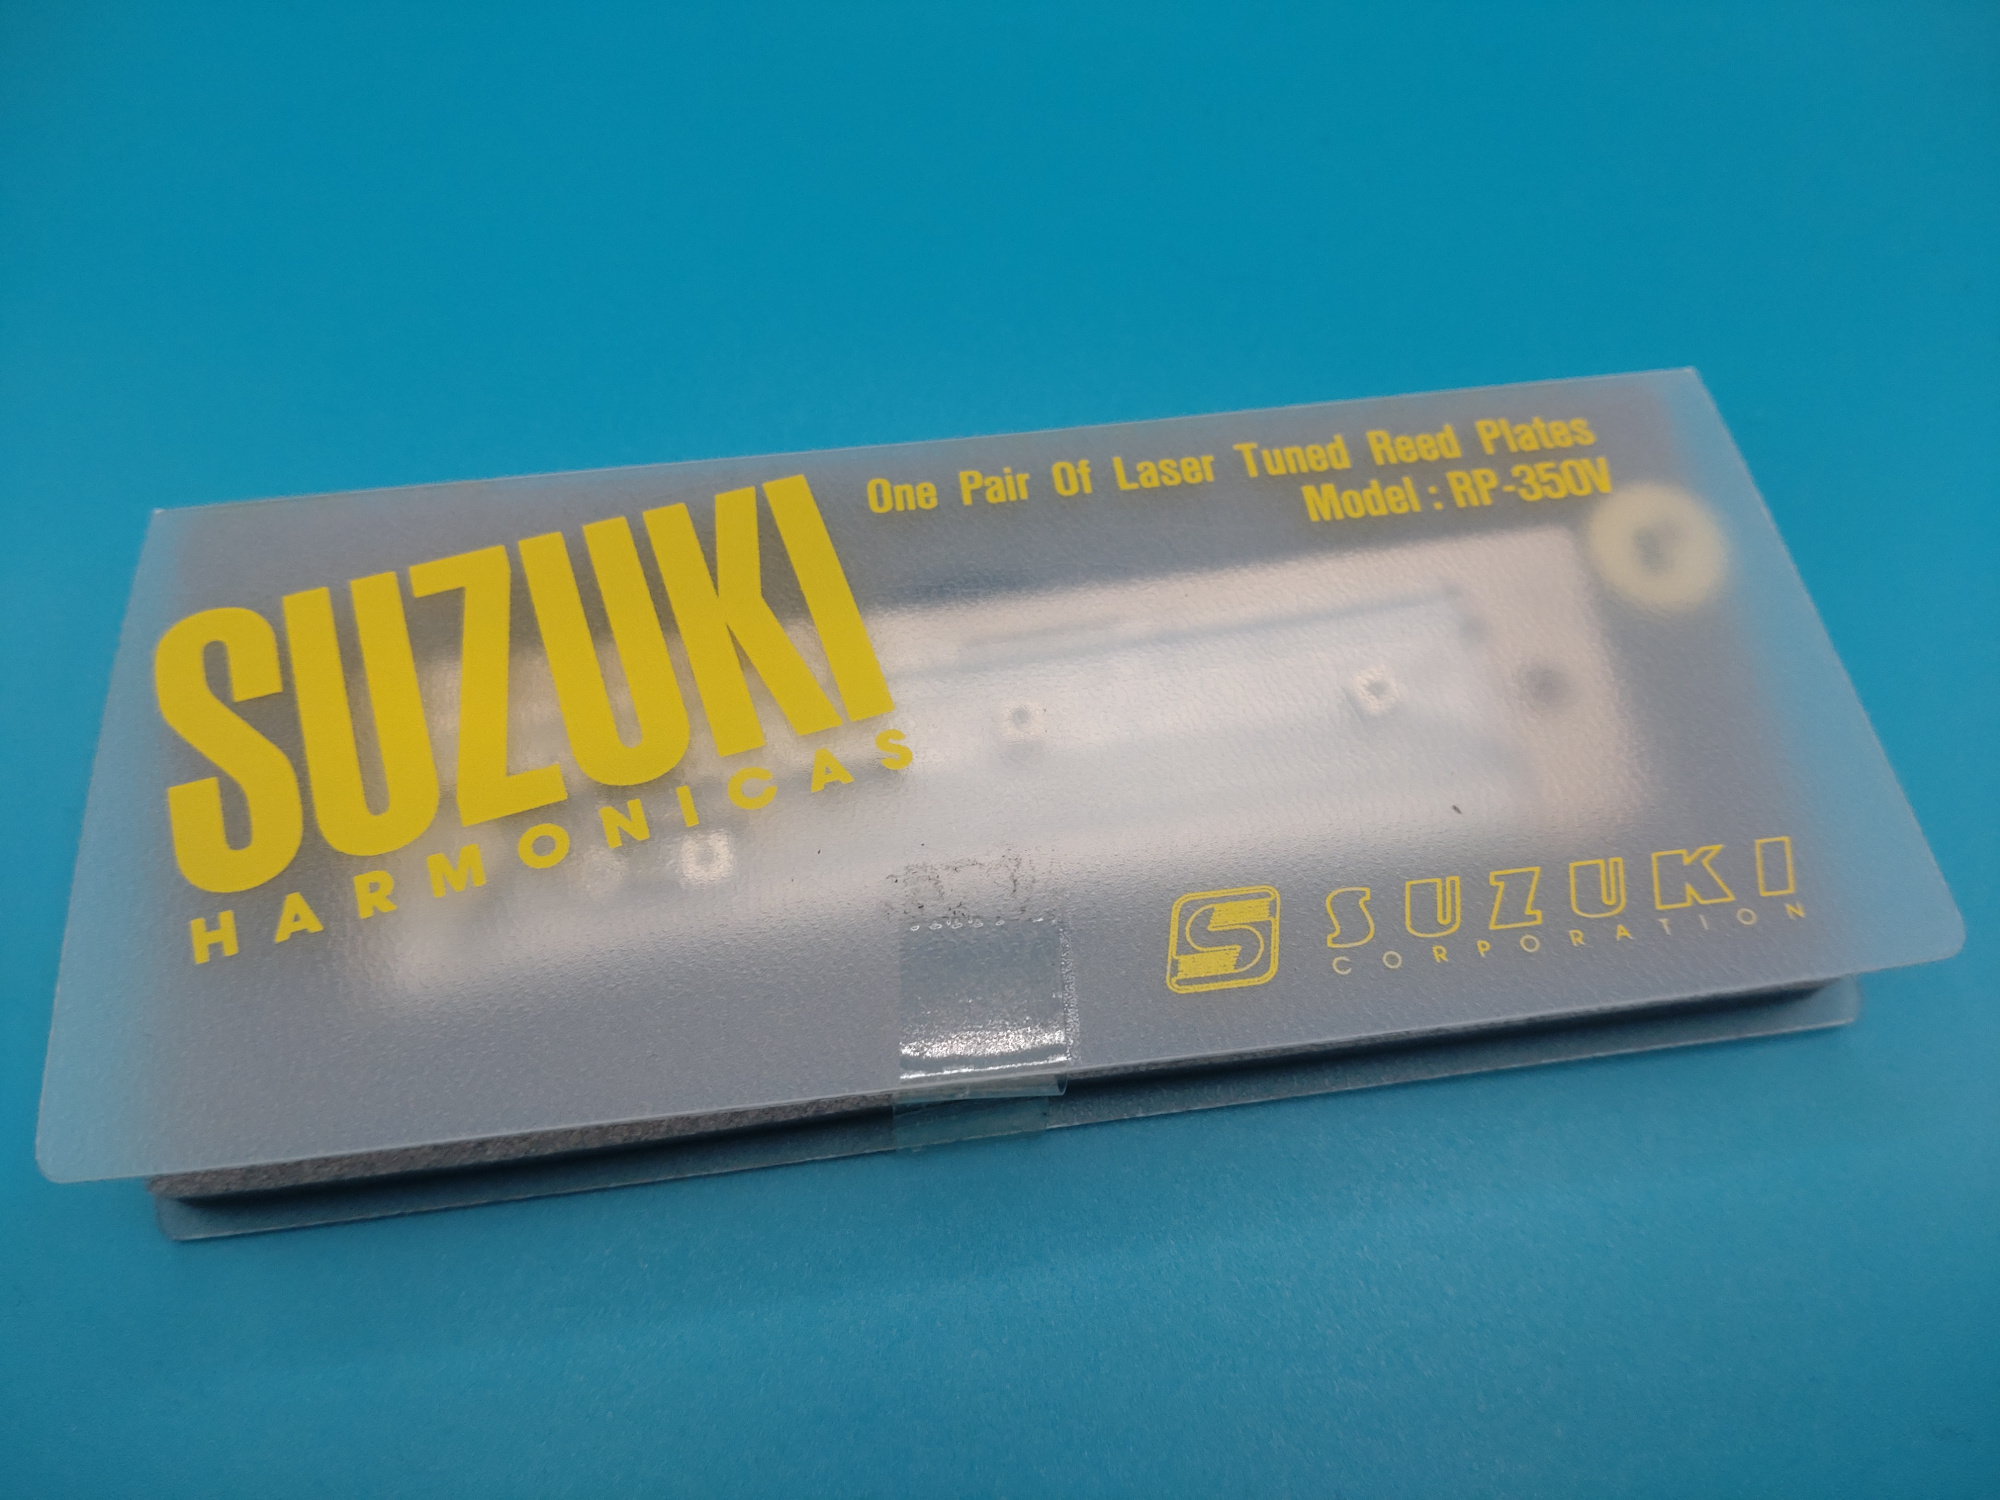 SUZUKI
HARMONICAS
One Pair Of Laser Tuned Reed Plates
Model : RP-350V
S SUZUKI
CORPORATION